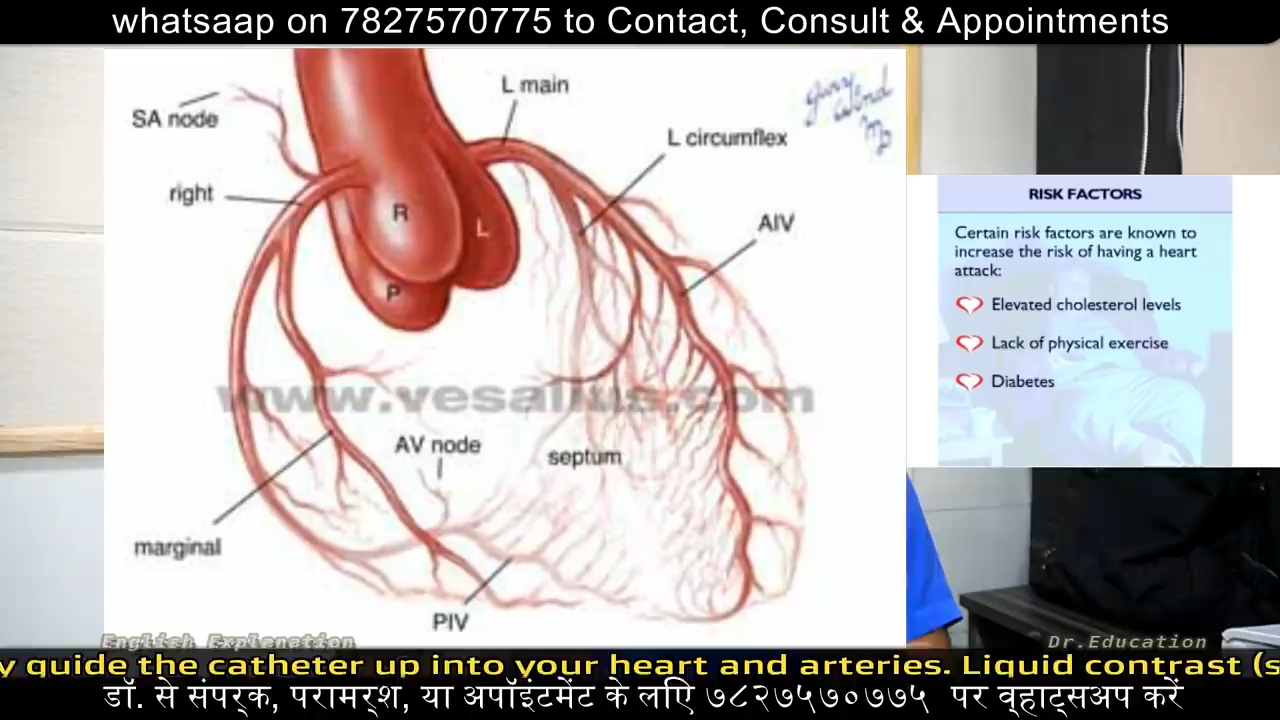 whatsaap on 7827570775 to Contact, Consult & Appointments
L main
SA node
L circumflex
right
AIV
R
L
P
www.vesalius.com
AV node
septum
marginal
PIV
RISK FACTORS
Certain risk factors are known to
increase the risk of having a heart
attack:
Elevated cholesterol levels
Lack of physical exercise
Diabetes
English Explenation
Dr.Education
y guide the catheter up into your heart and arteries. Liquid contrast (s
डॉ. से संपर्क, परामर्श, या अपॉइंटमेंट के लिए ७८२७५७०७७५ पर व्हाट्सअप करें